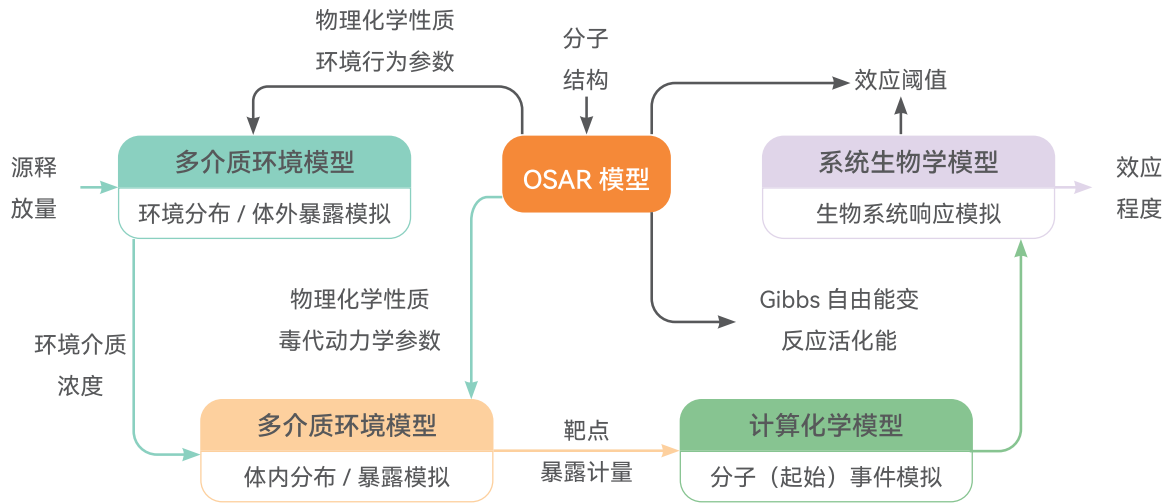 物理化学性质
环境行为参数
分子
结构
效应阈值
源释
放量
多介质环境模型
环境分布 / 体外暴露模拟
OSAR 模型
系统生物学模型
生物系统响应模拟
效应
程度
物理化学性质
毒代动力学参数
Gibbs 自由能变
反应活化能
环境介质
浓度
多介质环境模型
体内分布 / 暴露模拟
靶点
暴露计量
计算化学模型
分子（起始）事件模拟